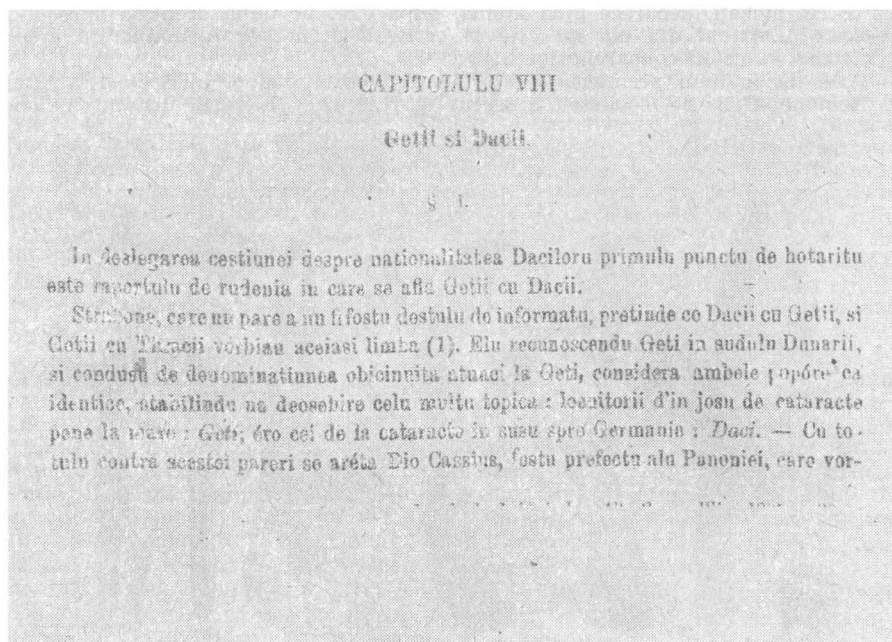 CAPITOLULU VIII
Getii si Dacii.
§ 1.
In deslegarea cestiunei despre nationalitatea Daciloru primulu punctu de hotaritu
este raportulu de rudenia in care se afla Getii cu Dacii.
Strabone, care ni pare a nu fi fostu destulu de informatu, pretinde co Dacii cu Getii, si
Getii cu Thracii vorbiau aceiasi limba (1). Elu recunoscendu Geti in sudulu Dunarii,
si condusu de denominatiunea obicinuita atunci la Geti, considera ambele popóre ca
identice, stabilindu na deosebire celu multu topica : locuitorii d'in josu de cataracte
pene la mare : Geti, éro cei de la cataracte in susu spre Germania : Daci. — Cu to-
tulu contra acestei pareri se aréta Dio Cassius, fostu prefectu alu Panoniei, care vor-